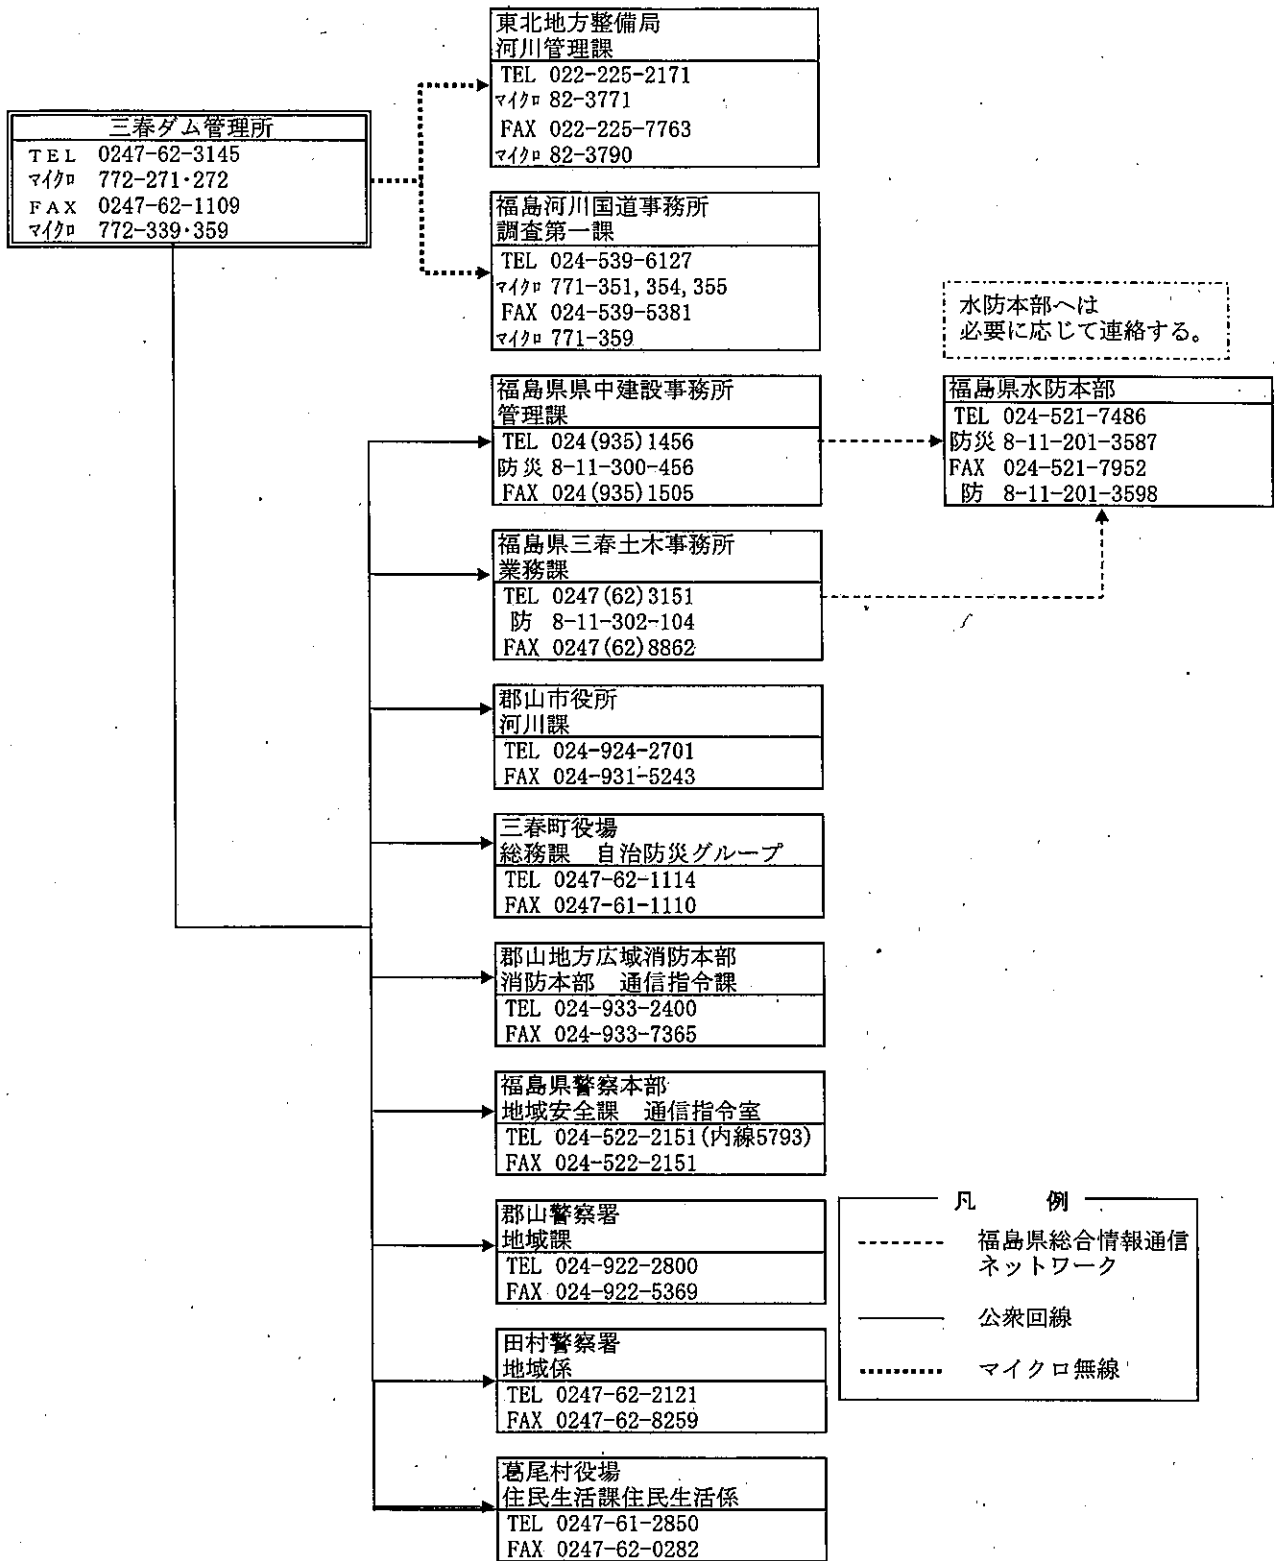 東北地方整備局
河川管理課
TEL 022-225-2171
マイクロ 82-3771
FAX 022-225-7763
マイクロ 82-3790
三春ダム管理所
TEL 0247-62-3145
マイクロ 772-271・272
FAX 0247-62-1109
マイクロ 772-339・359
福島河川国道事務所
調査第一課
TEL 024-539-6127
マイクロ 771-351, 354, 355
FAX 024-539-5381
マイクロ 771-359
水防本部へは
必要に応じて連絡する。
福島県県中建設事務所
管理課
TEL 024(935)1456
防災 8-11-300-456
FAX 024(935)1505
福島県水防本部
TEL 024-521-7486
防災 8-11-201-3587
FAX 024-521-7952
防 8-11-201-3598
福島県三春土木事務所
業務課
TEL 0247(62)3151
防 8-11-302-104
FAX 0247(62)8862
郡山市役所
河川課
TEL 024-924-2701
FAX 024-931-5243
三春町役場
総務課 自治防災グループ
TEL 0247-62-1114
FAX 0247-61-1110
郡山地方広域消防本部
消防本部 通信指令課
TEL 024-933-2400
FAX 024-933-7365
福島県警察本部
地域安全課 通信指令室
TEL 024-522-2151(内線5793)
FAX 024-522-2151
郡山警察署
地域課
TEL 024-922-2800
FAX 024-922-5369
田村警察署
地域係
TEL 0247-62-2121
FAX 0247-62-8259
葛尾村役場
住民生活課住民生活係
TEL 0247-61-2850
FAX 0247-62-0282
凡 例
福島県総合情報通信
ネットワーク
公衆回線
マイクロ無線